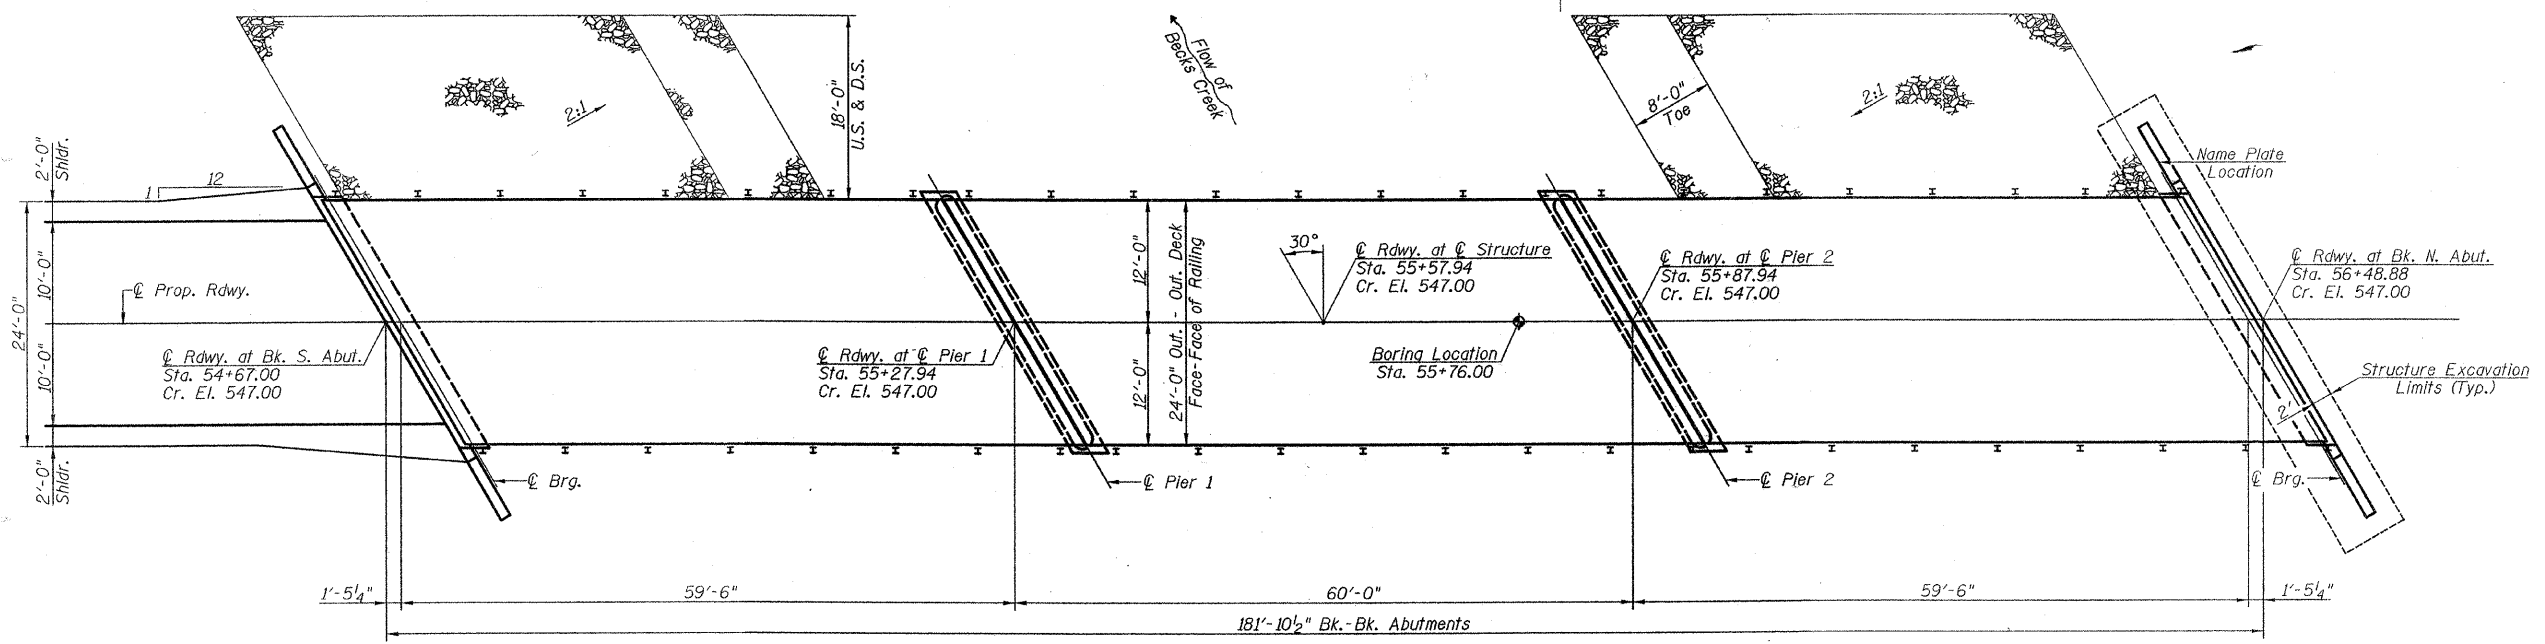 Flow of
Becks Creek
18'-0"
U.S. & D.S.
2:1
8'-0"
Toe
2:1
2'-0"
Shldr.
12
1
Name Plate
Location
24'-0"
10'-0"
10'-0"
℄ Prop. Rdwy.
12'-0"
12'-0"
24'-0" Out. - Out. Deck
Face-Face of Railing
30°
℄ Rdwy. at ℄ Structure
Sta. 55+57.94
Cr. El. 547.00
℄ Rdwy. at ℄ Pier 2
Sta. 55+87.94
Cr. El. 547.00
℄ Rdwy. at Bk. N. Abut.
Sta. 56+48.88
Cr. El. 547.00
℄ Rdwy. at Bk. S. Abut.
Sta. 54+67.00
Cr. El. 547.00
℄ Rdwy. at ℄ Pier 1
Sta. 55+27.94
Cr. El. 547.00
Boring Location
Sta. 55+76.00
Structure Excavation
Limits (Typ.)
2'
2'-0"
Shldr.
℄ Brg.
℄ Pier 1
℄ Pier 2
℄ Brg.
1'-5¼"
59'-6"
60'-0"
59'-6"
1'-5¼"
181'-10½" Bk.-Bk. Abutments